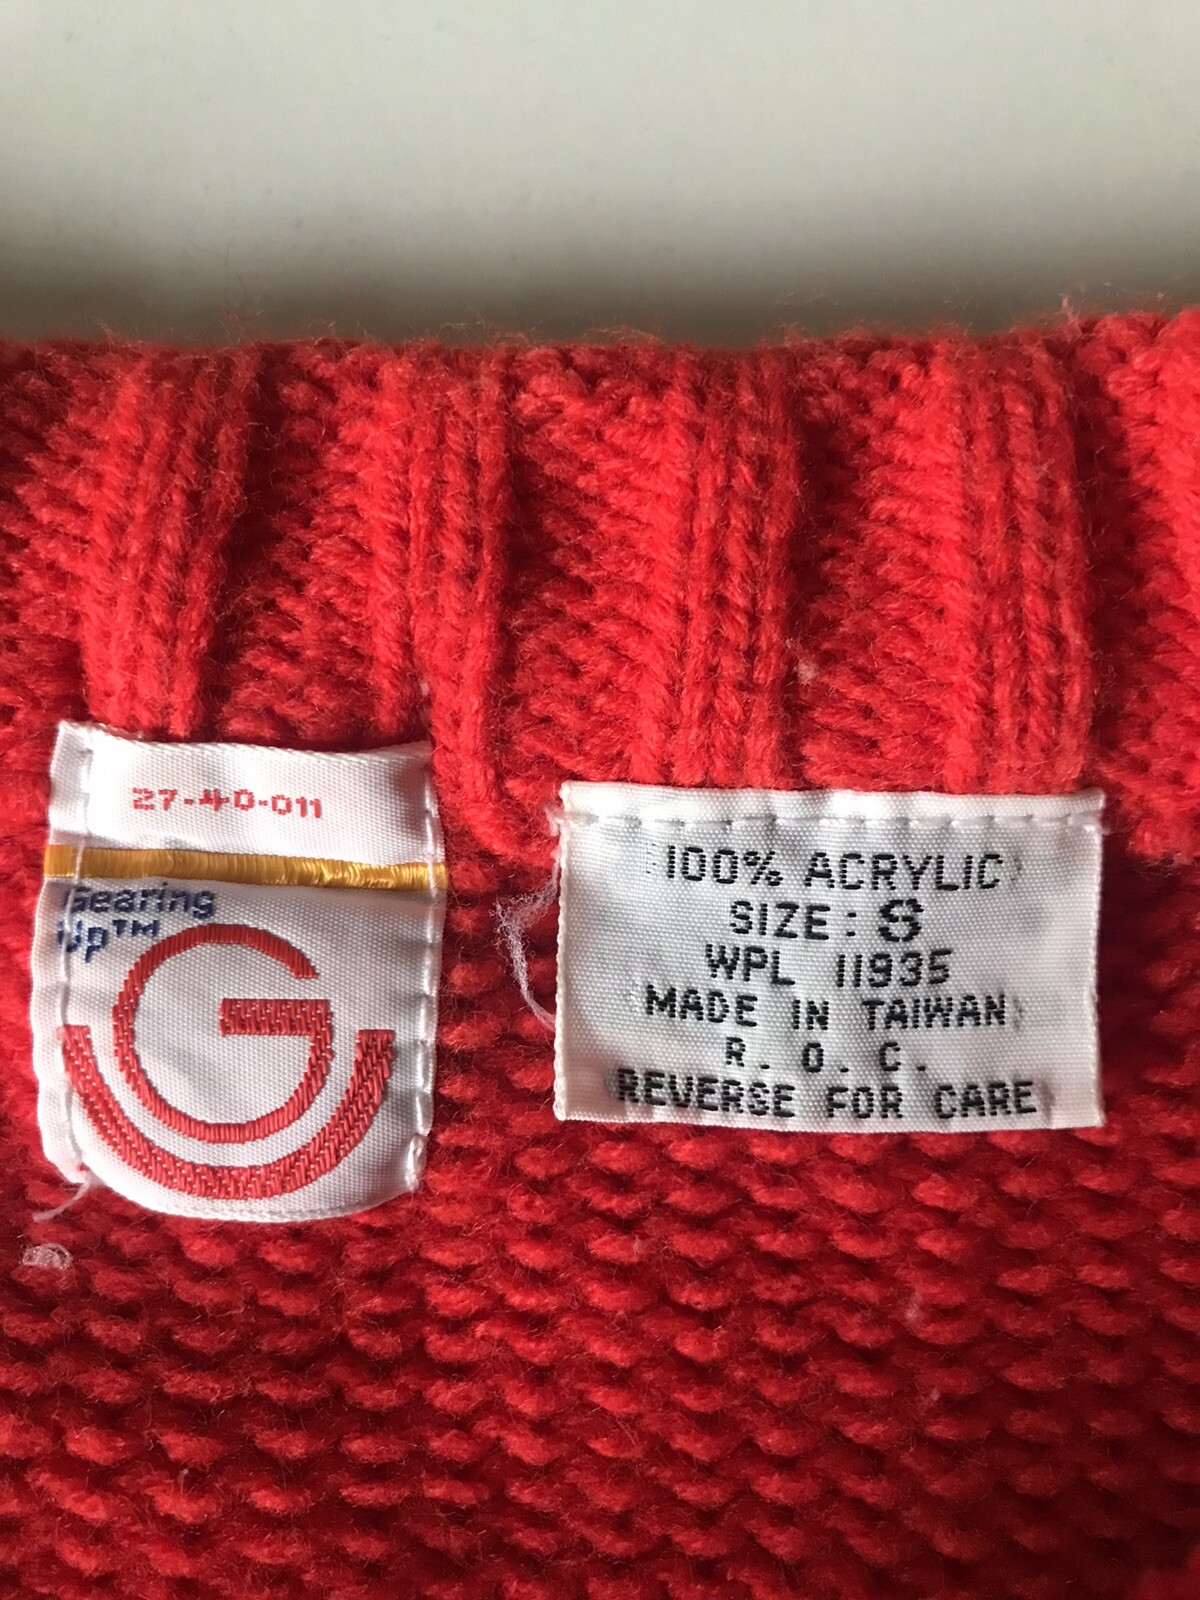 27-40-011
Gearing
Up™
G
100% ACRYLIC
SIZE: S
WPL 11935
MADE IN TAIWAN
R. O. C.
REVERSE FOR CARE